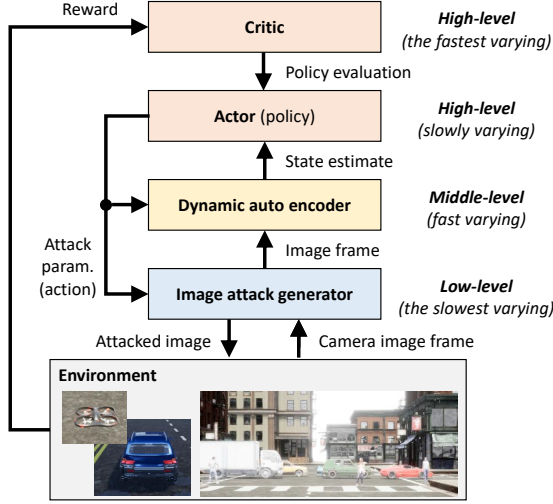 Reward
Critic
High-level
(the fastest varying)
Policy evaluation
Actor (policy)
High-level
(slowly varying)
State estimate
Dynamic auto encoder
Middle-level
(fast varying)
Image frame
Attack
param.
(action)
Image attack generator
Low-level
(the slowest varying)
Attacked image
Camera image frame
Environment